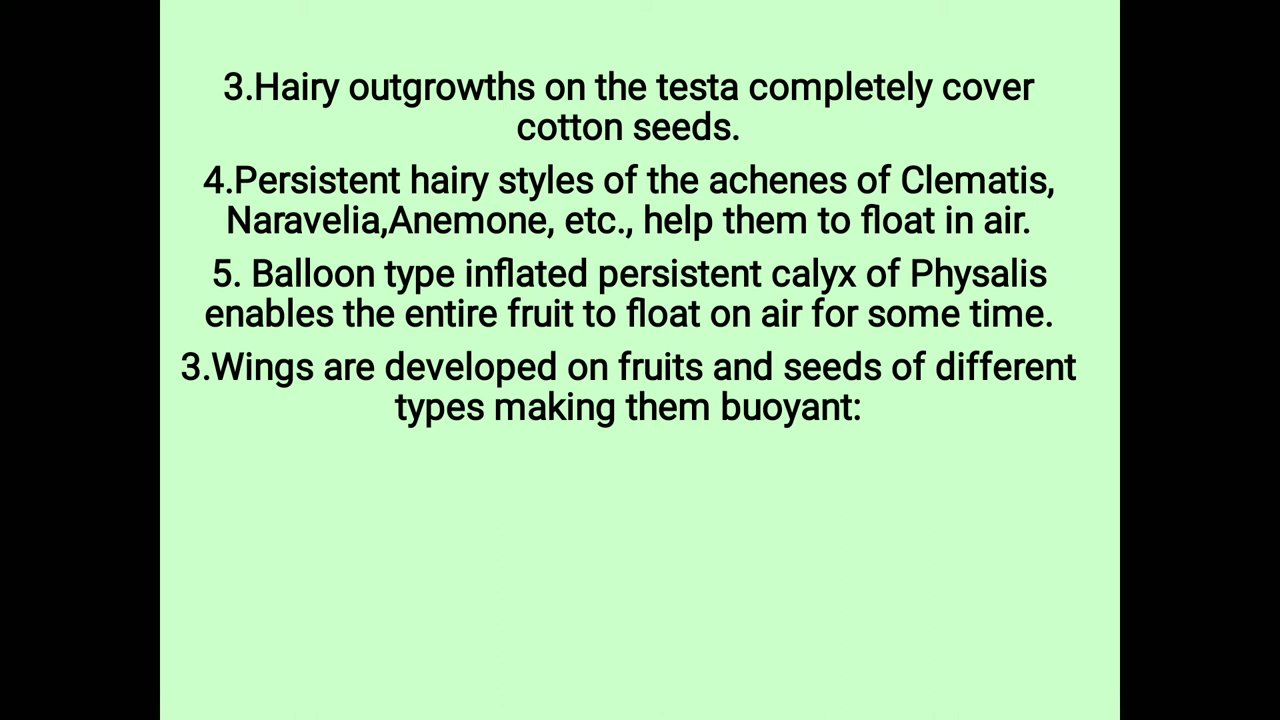 3.Hairy outgrowths on the testa completely cover
cotton seeds.
4.Persistent hairy styles of the achenes of Clematis,
Naravelia,Anemone, etc., help them to float in air.
5. Balloon type inflated persistent calyx of Physalis
enables the entire fruit to float on air for some time.
3.Wings are developed on fruits and seeds of different
types making them buoyant: